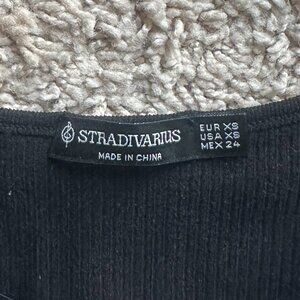 STRADIVARIUS
MADE IN CHINA
EUR XS
USA XS
MEX 24